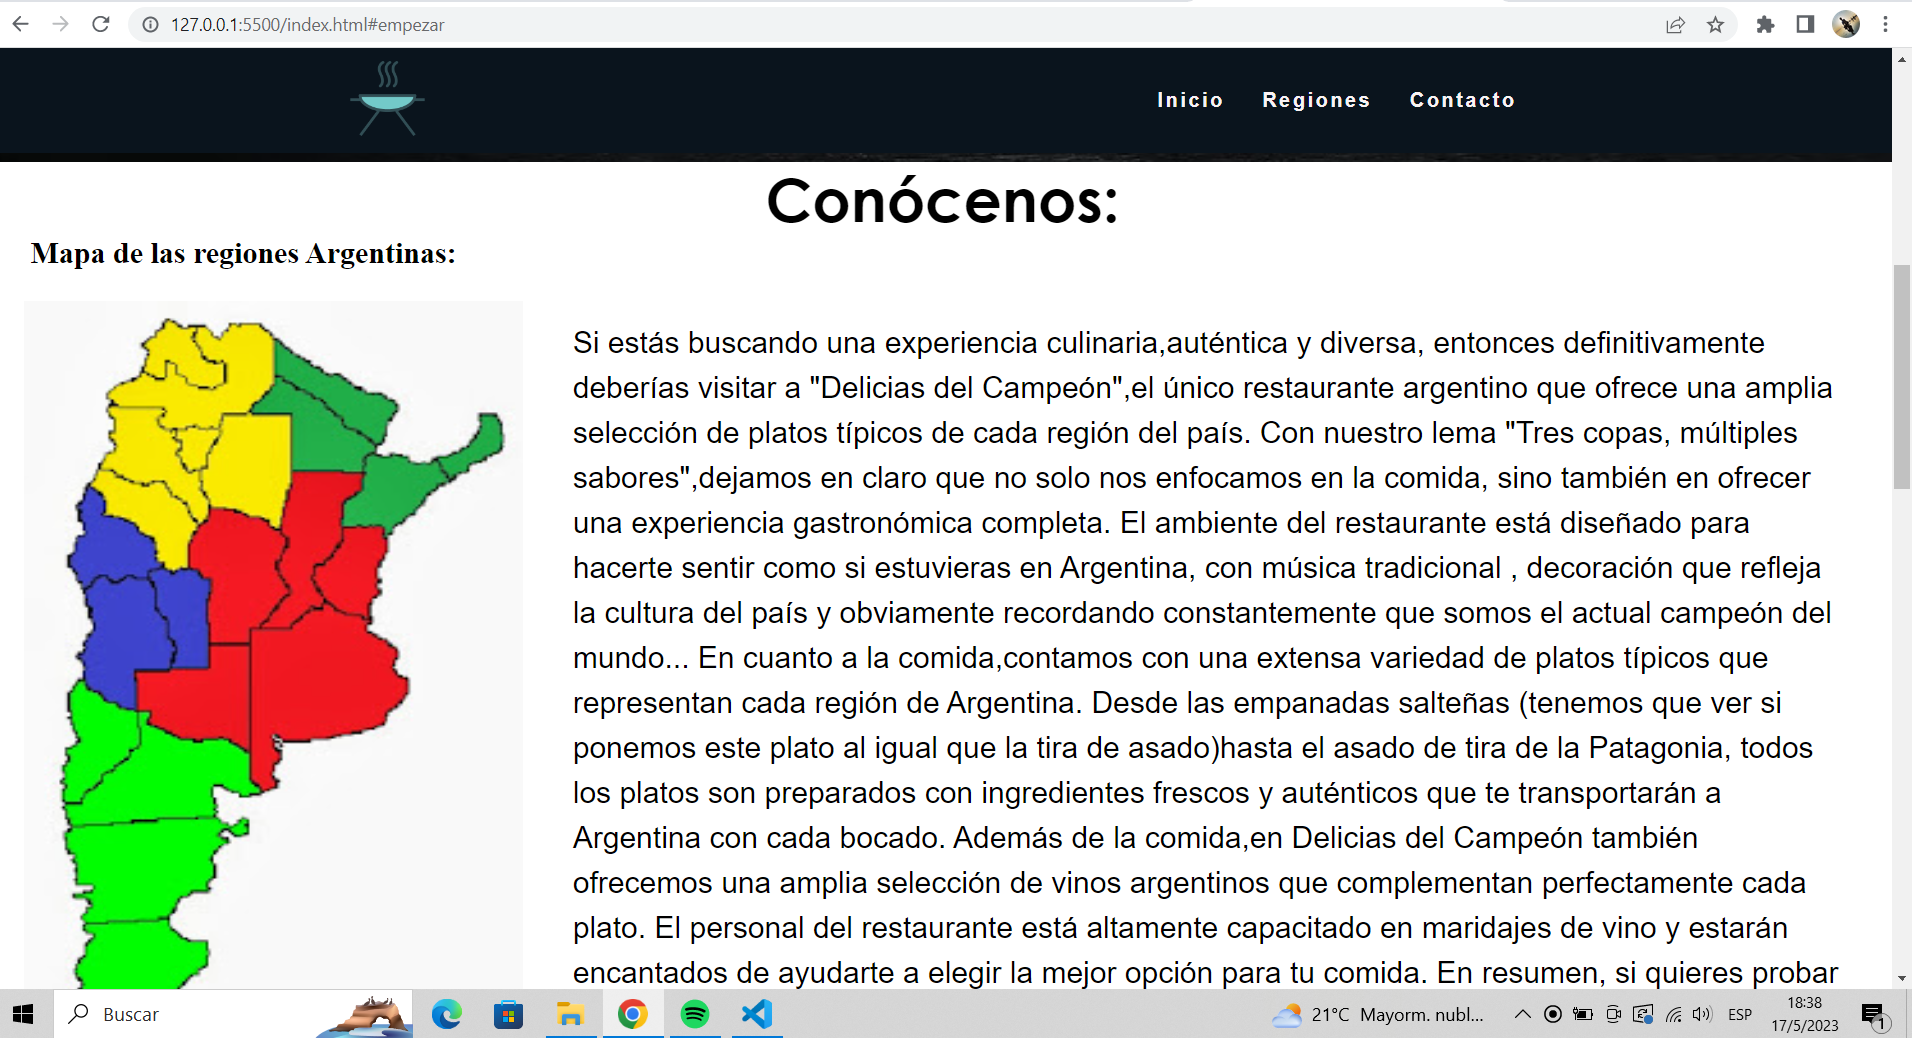 127.0.0.1:5500/index.html#empezar
Inicio Regiones Contacto
Conócenos:
Mapa de las regiones Argentinas:
Si estás buscando una experiencia culinaria,auténtica y diversa, entonces definitivamente
deberías visitar a "Delicias del Campeón",el único restaurante argentino que ofrece una amplia
selección de platos típicos de cada región del país. Con nuestro lema "Tres copas, múltiples
sabores",dejamos en claro que no solo nos enfocamos en la comida, sino también en ofrecer
una experiencia gastronómica completa. El ambiente del restaurante está diseñado para
hacerte sentir como si estuvieras en Argentina, con música tradicional , decoración que refleja
la cultura del país y obviamente recordando constantemente que somos el actual campeón del
mundo... En cuanto a la comida,contamos con una extensa variedad de platos típicos que
representan cada región de Argentina. Desde las empanadas salteñas (tenemos que ver si
ponemos este plato al igual que la tira de asado)hasta el asado de tira de la Patagonia, todos
los platos son preparados con ingredientes frescos y auténticos que te transportarán a
Argentina con cada bocado. Además de la comida,en Delicias del Campeón también
ofrecemos una amplia selección de vinos argentinos que complementan perfectamente cada
plato. El personal del restaurante está altamente capacitado en maridajes de vino y estarán
encantados de ayudarte a elegir la mejor opción para tu comida. En resumen, si quieres probar
Buscar
21°C Mayorm. nubl...
ESP
18:38
17/5/2023
1